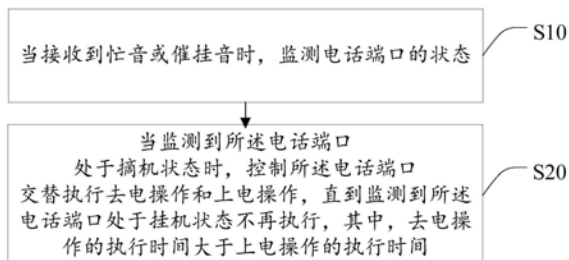 当接收到忙音或催挂音时，监测电话端口的状态
S10
当监测到所述电话端口
处于摘机状态时，控制所述电话端口
交替执行去电操作和上电操作，直到监测到所述
电话端口处于挂机状态不再执行，其中，去电操
作的执行时间大于上电操作的执行时间
S20